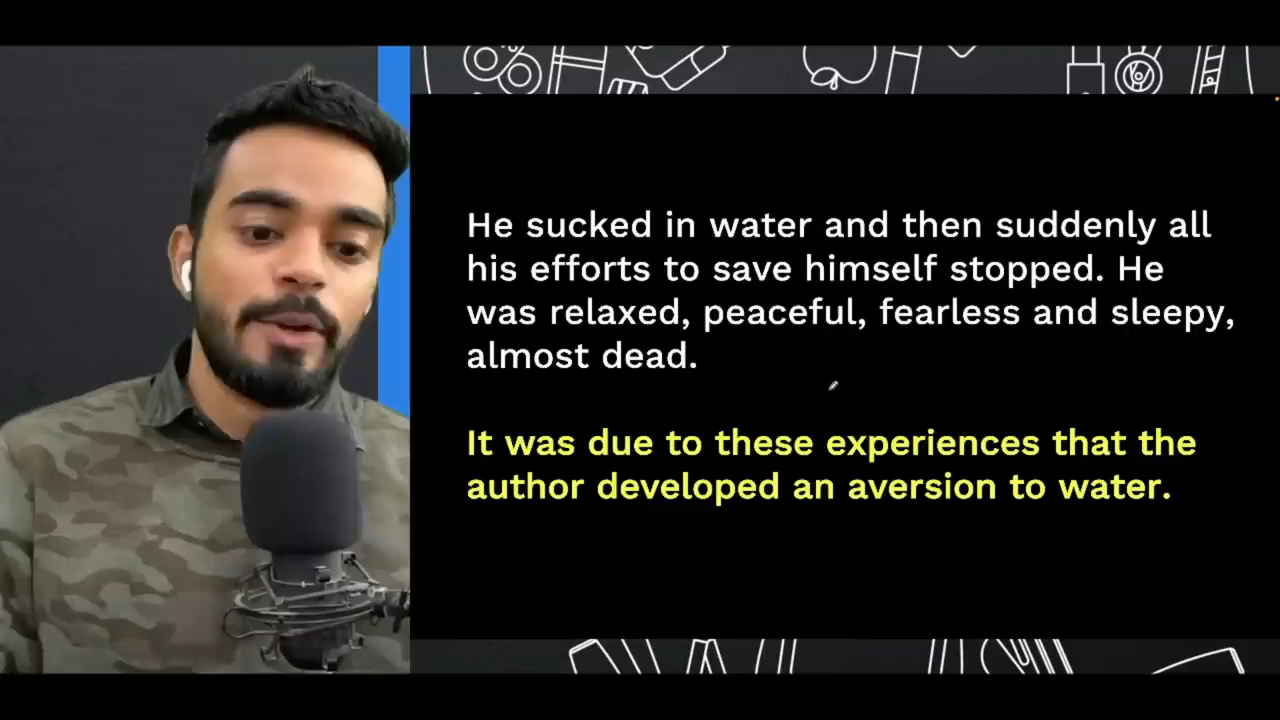 He sucked in water and then suddenly all
his efforts to save himself stopped. He
was relaxed, peaceful, fearless and sleepy,
almost dead.
It was due to these experiences that the
author developed an aversion to water.